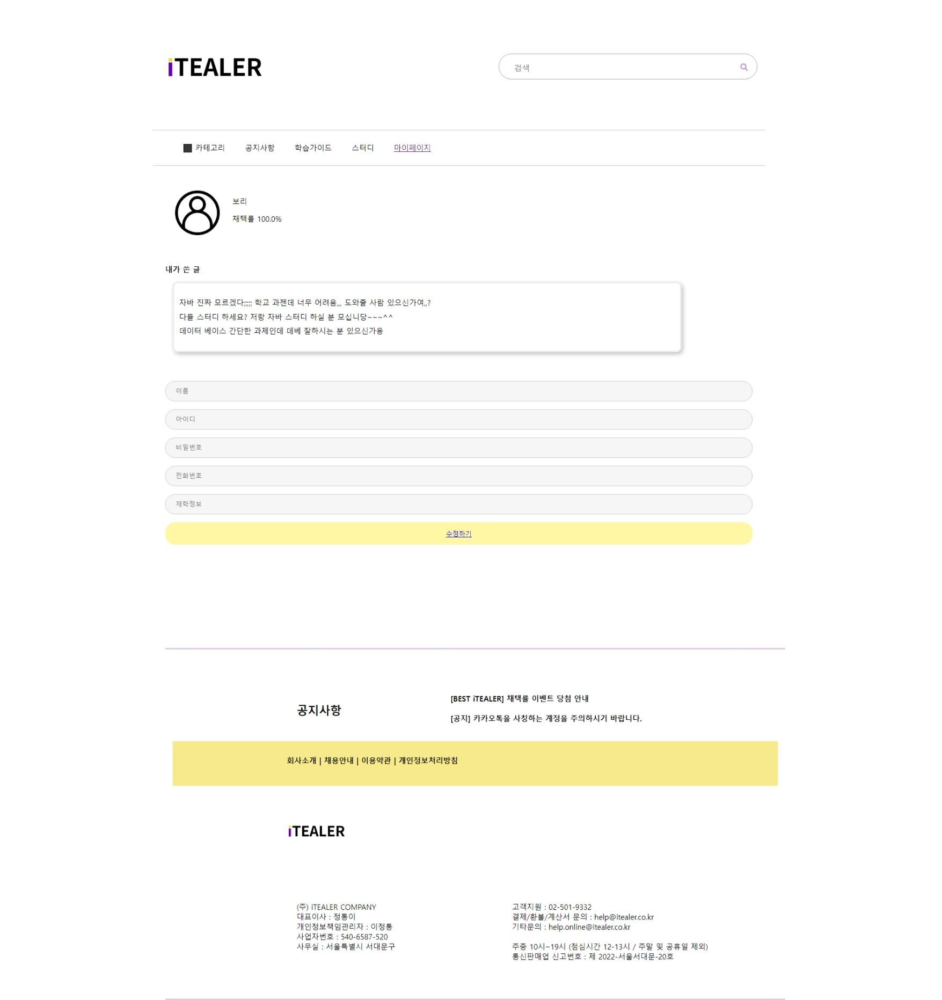 iTEALER
검색
카테고리 공지사항 학습가이드 스터디 마이페이지
보리
채택률 100.0%
내가 쓴 글
자바 진짜 모르겠다;;;;; 학교 과젠데 너무 어려움,,, 도와줄 사람 있으신가여,,?
다들 스터디 하세요? 저랑 자바 스터디 하실 분 모십니당~~~^^
데이터 베이스 간단한 과제인데 데베 잘하시는 분 있으신가용
이름
아이디
비밀번호
전화번호
재학정보
수정하기
공지사항
[BEST iTEALER] 채택률 이벤트 당첨 안내
[공지] 카카오톡을 사칭하는 계정을 주의하시기 바랍니다.
회사소개 | 채용안내 | 이용약관 | 개인정보처리방침
iTEALER
(주) iTEALER COMPANY
대표이사 : 정통이
개인정보책임관리자 : 이정통
사업자번호 : 540-6587-520
사무실 : 서울특별시 서대문구
고객지원 : 02-501-9332
결제/환불/계산서 문의 : help@itealer.co.kr
기타문의 : help.online@itealer.co.kr
주중 10시~19시 (점심시간 12-13시 / 주말 및 공휴일 제외)
통신판매업 신고번호 : 제 2022-서울서대문-20호